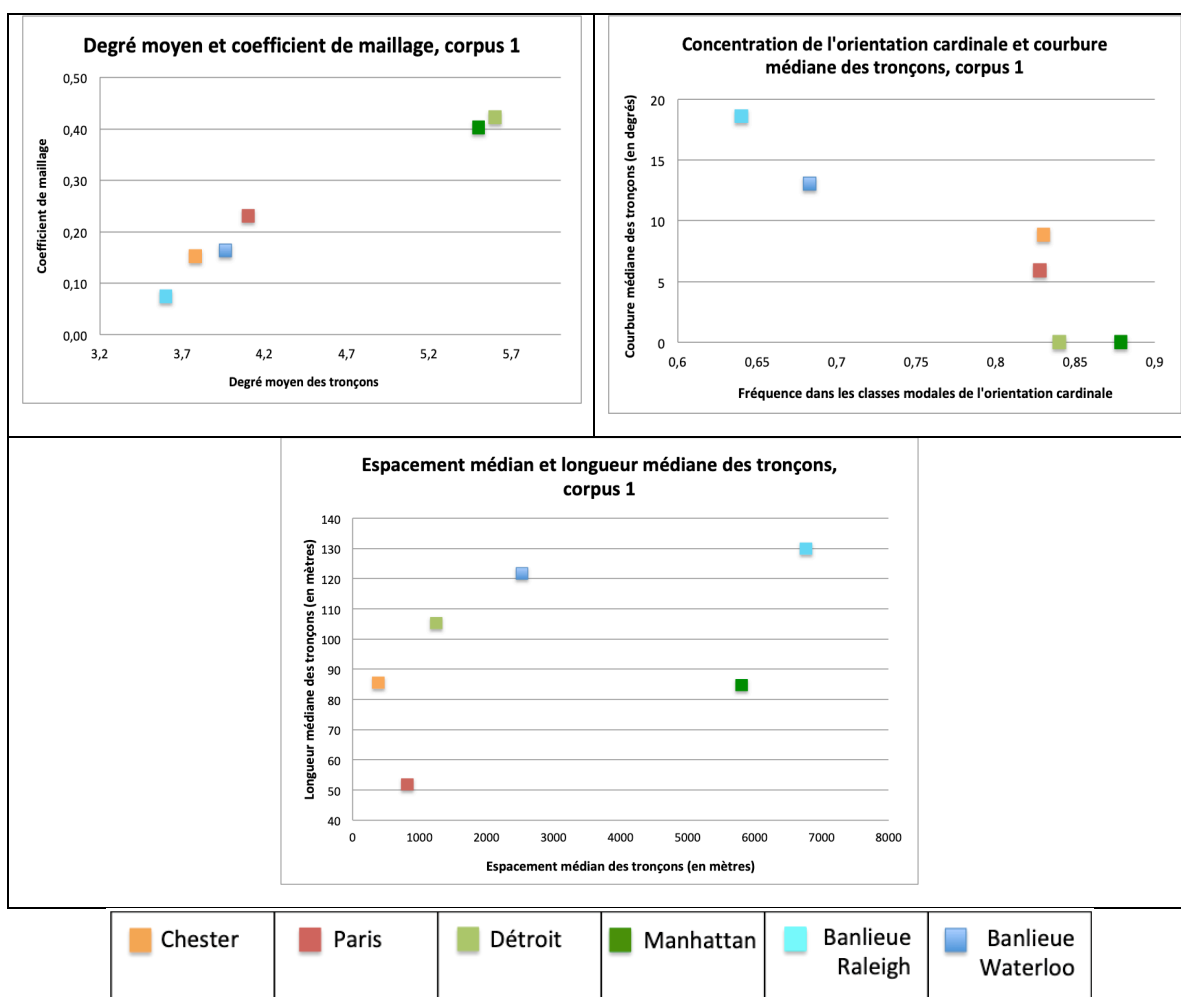 Degré moyen et coefficient de maillage, corpus 1
Coefficient de maillage
0,50
0,40
0,30
0,20
0,10
0,00
3,2 3,7 4,2 4,7 5,2 5,7
Degré moyen des tronçons
Concentration de l'orientation cardinale et courbure
médiane des tronçons, corpus 1
Courbure médiane des tronçons (en degrés)
20
15
10
5
0
0,6 0,65 0,7 0,75 0,8 0,85 0,9
Fréquence dans les classes modales de l'orientation cardinale
Espacement médian et longueur médiane des tronçons,
corpus 1
Longueur médiane des tronçons (en mètres)
140
130
120
110
100
90
80
70
60
50
40
0 1000 2000 3000 4000 5000 6000 7000 8000
Espacement médian des tronçons (en mètres)
Chester
Paris
Détroit
Manhattan
Banlieue
Raleigh
Banlieue
Waterloo